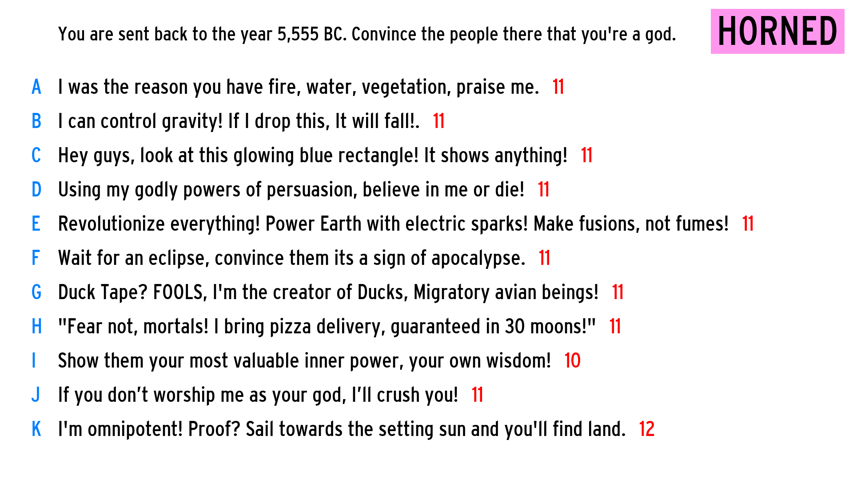 You are sent back to the year 5,555 BC. Convince the people there that you're a god.
HORNED
A I was the reason you have fire, water, vegetation, praise me. 11
B I can control gravity! If I drop this, It will fall!. 11
C Hey guys, look at this glowing blue rectangle! It shows anything! 11
D Using my godly powers of persuasion, believe in me or die! 11
E Revolutionize everything! Power Earth with electric sparks! Make fusions, not fumes! 11
F Wait for an eclipse, convince them its a sign of apocalypse. 11
G Duck Tape? FOOLS, I'm the creator of Ducks, Migratory avian beings! 11
H "Fear not, mortals! I bring pizza delivery, guaranteed in 30 moons!" 11
I Show them your most valuable inner power, your own wisdom! 10
J If you don’t worship me as your god, I’ll crush you! 11
K I'm omnipotent! Proof? Sail towards the setting sun and you'll find land. 12